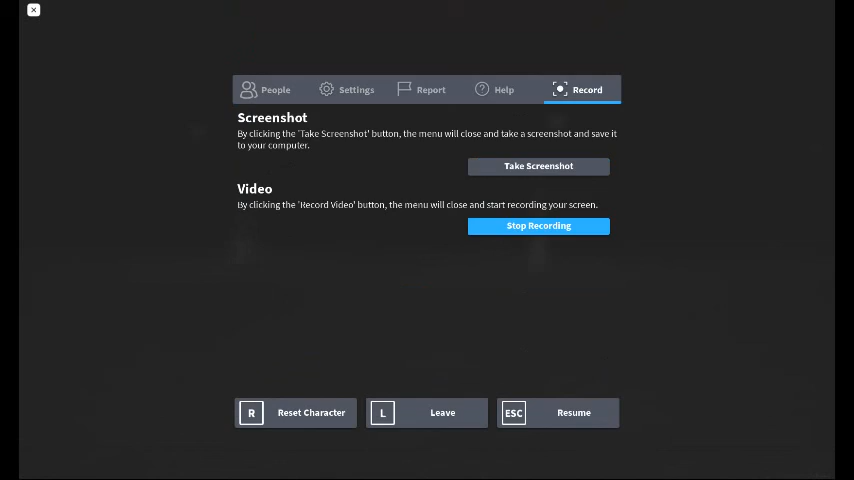 People
Settings
Report
Help
Record
Screenshot
By clicking the 'Take Screenshot' button, the menu will close and take a screenshot and save it
to your computer.
Take Screenshot
Video
By clicking the 'Record Video' button, the menu will close and start recording your screen.
Stop Recording
R Reset Character
L Leave
ESC Resume